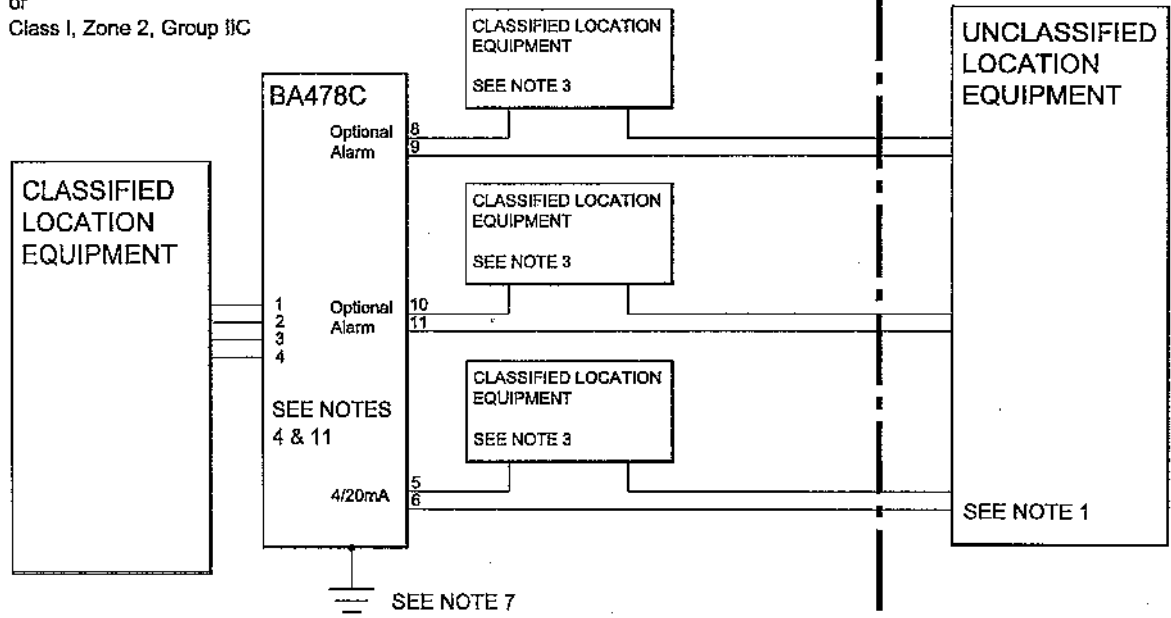 or
Class I, Zone 2, Group IIC
CLASSIFIED LOCATION
EQUIPMENT
SEE NOTE 3
UNCLASSIFIED
LOCATION
EQUIPMENT
BA478C
Optional
Alarm
8
9
CLASSIFIED
LOCATION
EQUIPMENT
CLASSIFIED LOCATION
EQUIPMENT
SEE NOTE 3
1
2
3
4
Optional
Alarm
10
11
CLASSIFIED LOCATION
EQUIPMENT
SEE NOTE 3
SEE NOTES
4 & 11
4/20mA
5
6
SEE NOTE 1
SEE NOTE 7